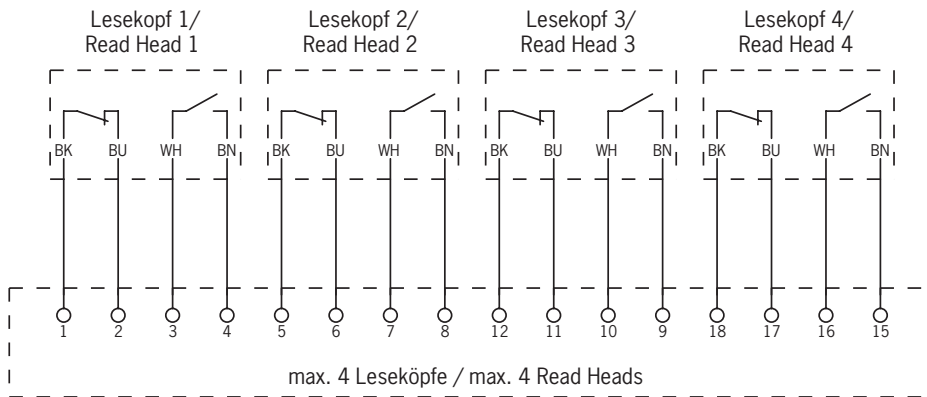 Lesekopf 1/ Lesekopf 2/ Lesekopf 3/ Lesekopf 4/
Read Head 1 Read Head 2 Read Head 3 Read Head 4
BK BU WH BN BK BU WH BN BK BU WH BN BK BU WH BN
1 2 3 4 5 6 7 8 12 11 10 9 18 17 16 15
max. 4 Leseköpfe / max. 4 Read Heads